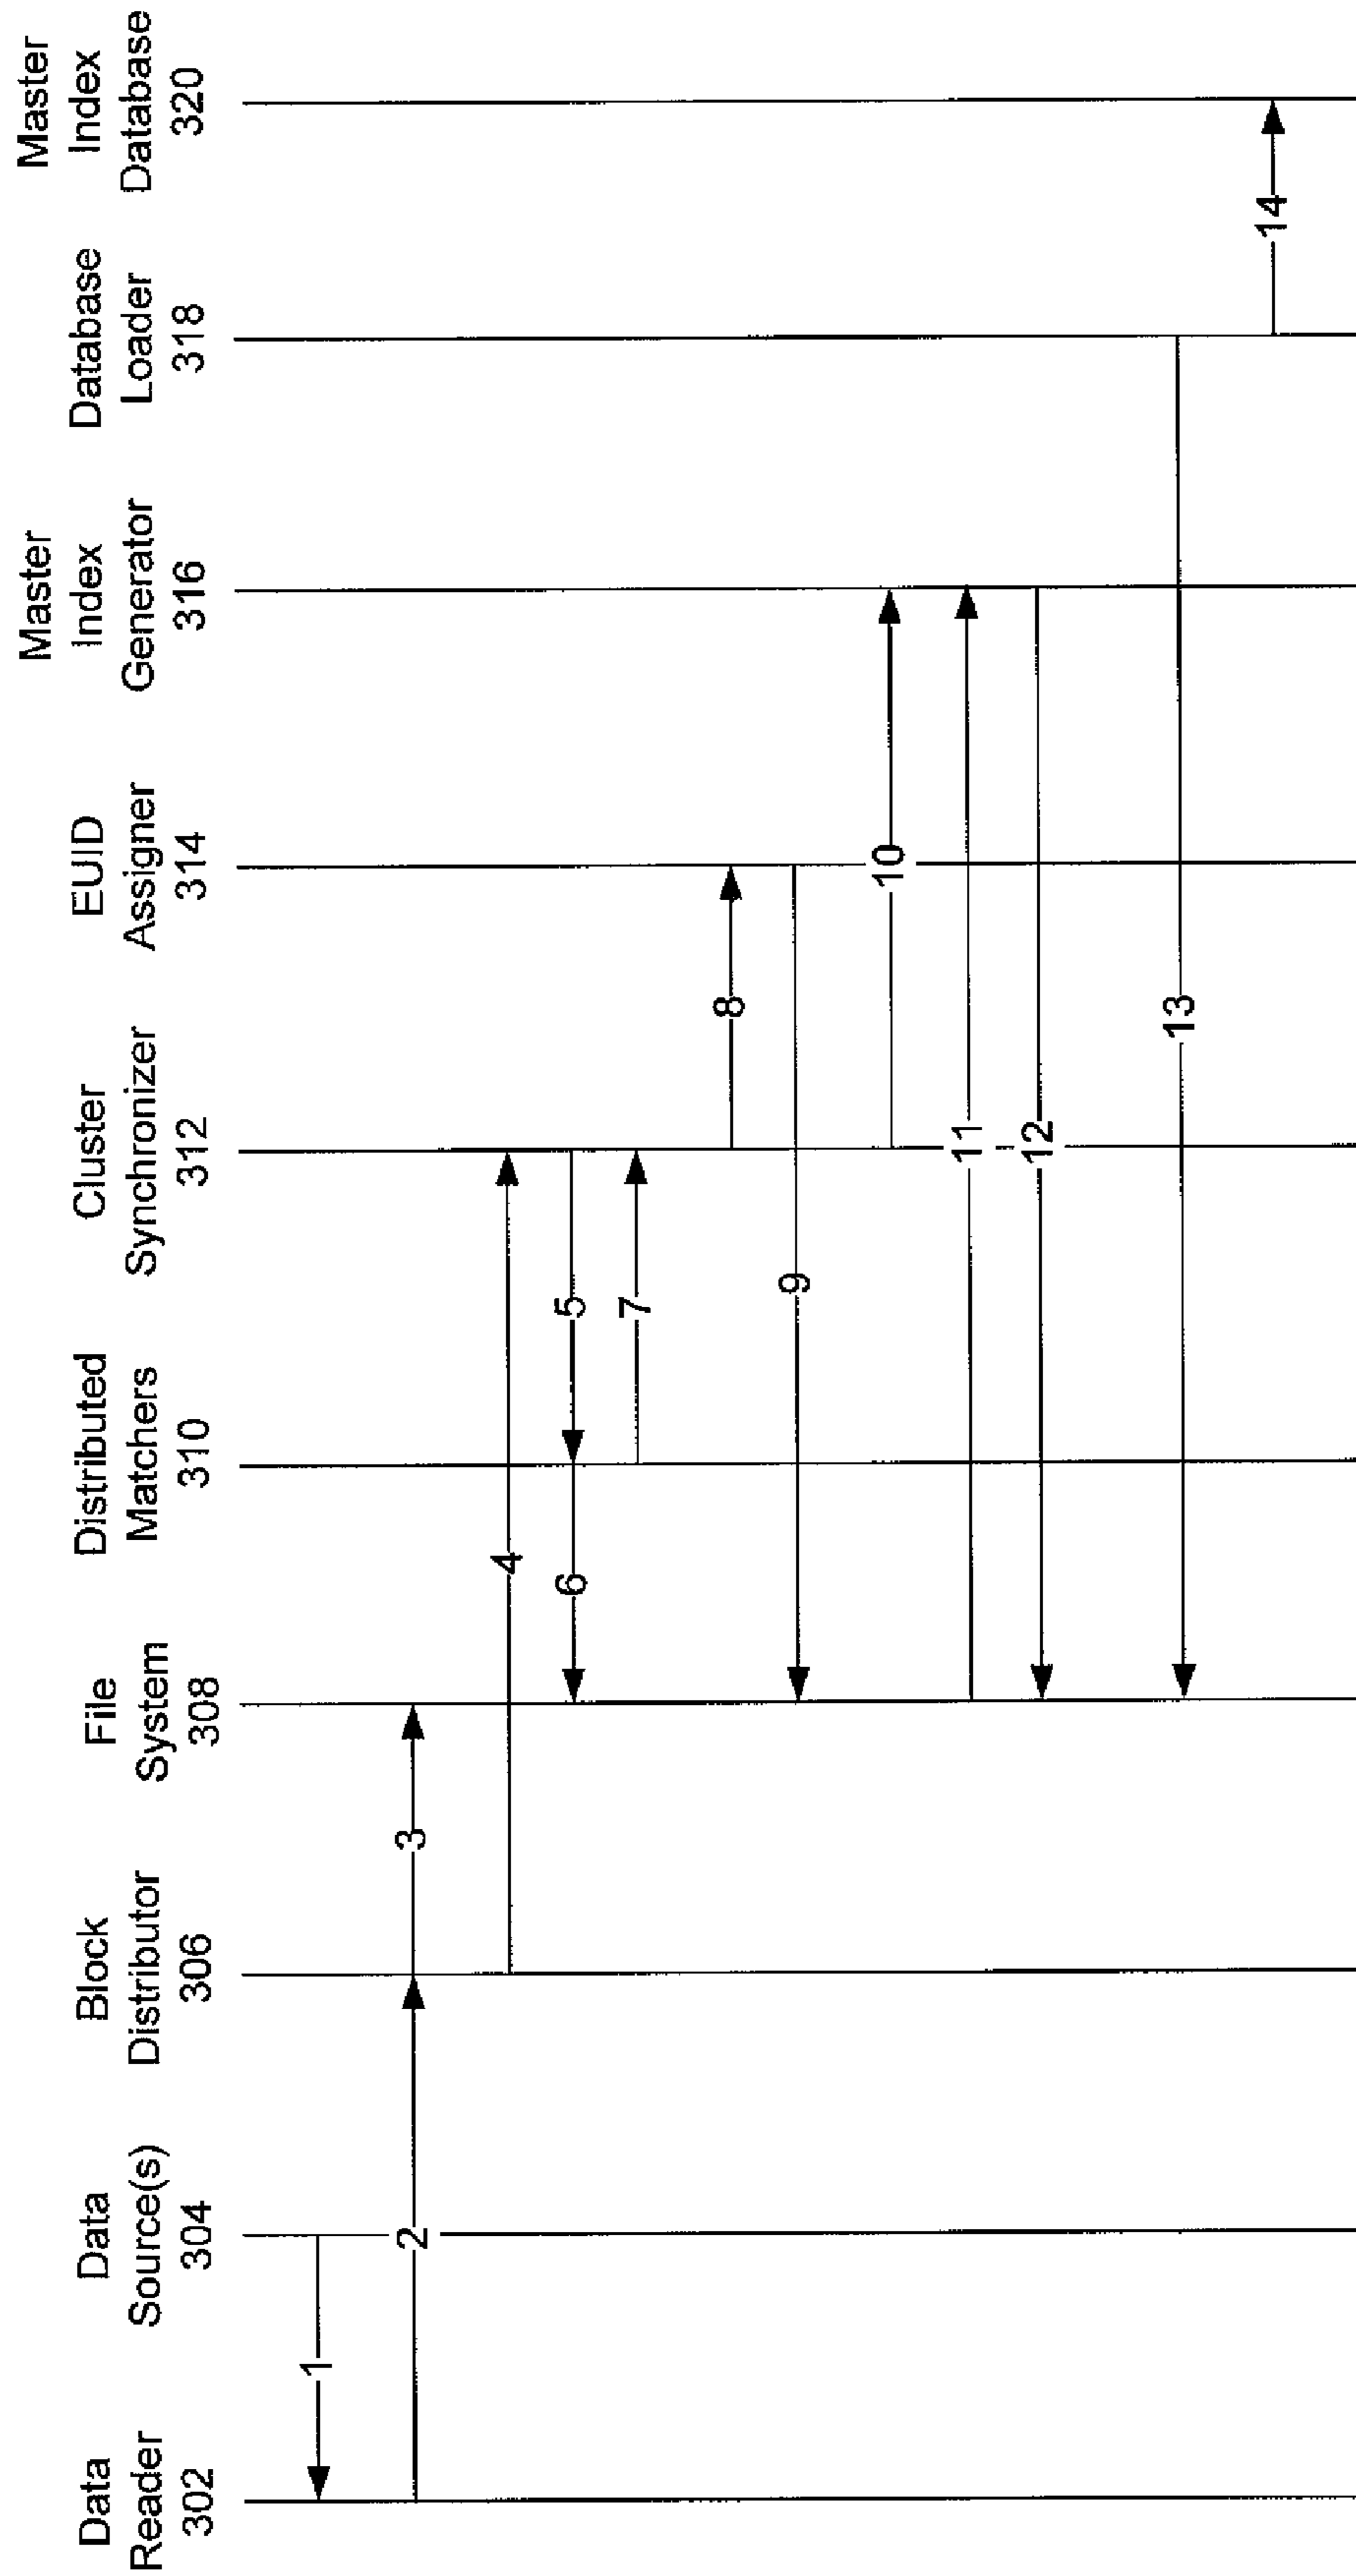 Data
Reader
302
Data
Source(s)
304
Block
Distributor
306
File
System
308
Distributed
Matchers
310
Cluster
Synchronizer
312
EUID
Assigner
314
Master
Index
Generator
316
Database
Loader
318
Master
Index
Database
320
1
2
3
4
5
6
7
8
9
10
11
12
13
14